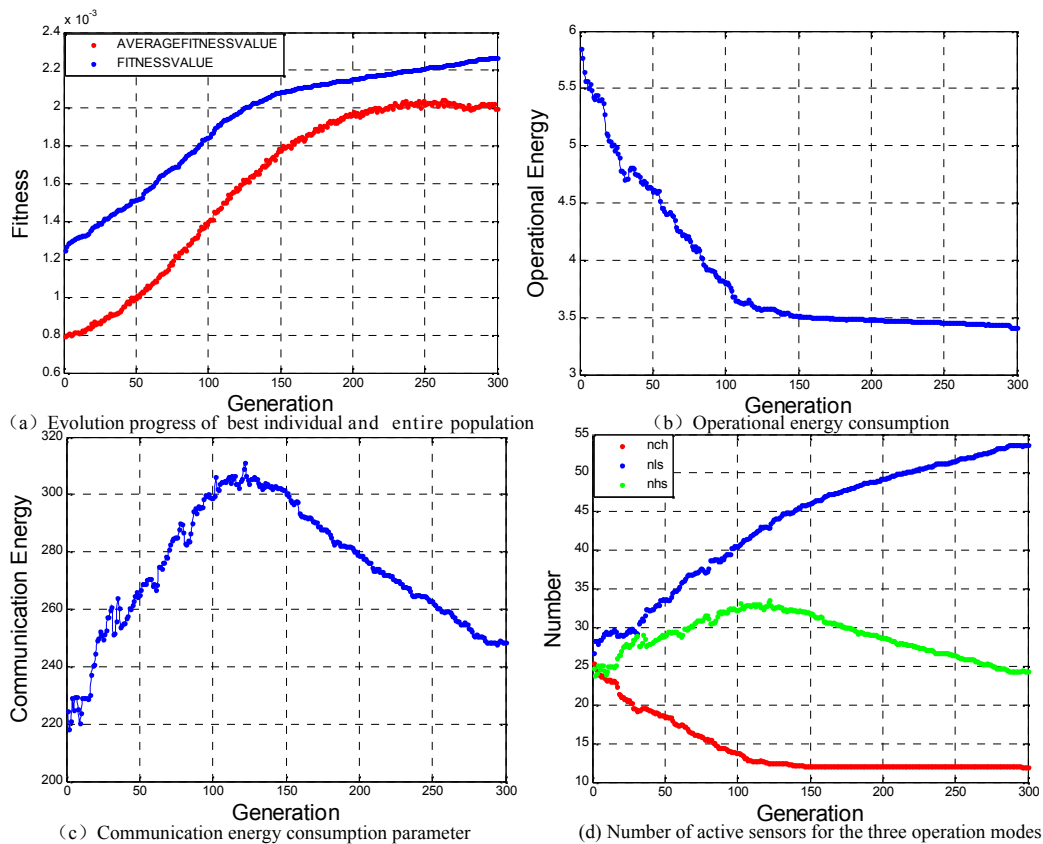 x 10⁻³
2.4
2.2
2
1.8
1.6
1.4
1.2
1
0.8
0.6
Fitness
AVERAGEFITNESSVALUE
FITNESSVALUE
0 50 100 150 200 250 300
Generation
(a) Evolution progress of best individual and entire population
6
5.5
5
4.5
4
3.5
3
Operational Energy
0 50 100 150 200 250 300
Generation
(b) Operational energy consumption
320
300
280
260
240
220
200
Communication Energy
0 50 100 150 200 250 300
Generation
(c) Communication energy consumption parameter
55
50
45
40
35
30
25
20
15
10
Number
nch
nls
nhs
0 50 100 150 200 250 300
Generation
(d) Number of active sensors for the three operation modes